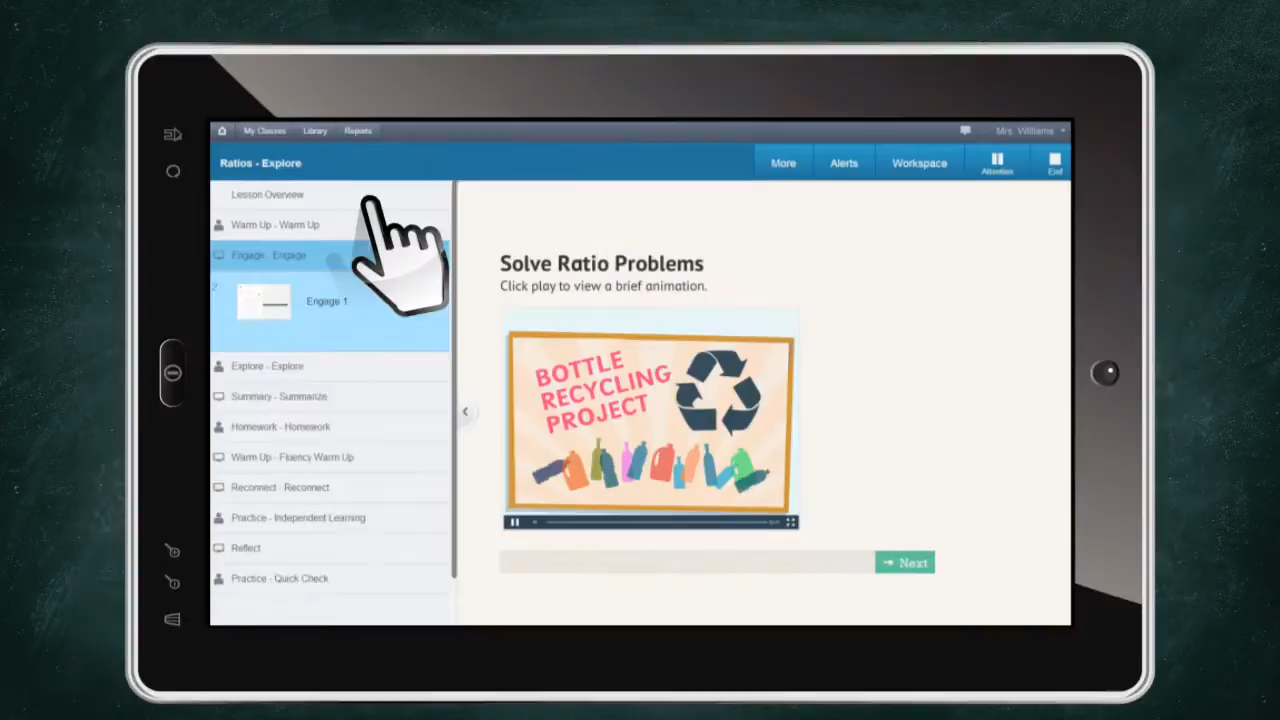 My Classes Library Reports Mrs. Williams
Ratios - Explore More Alerts Workspace Attention End
Lesson Overview
Warm Up - Warm Up
Engage - Engage
2
Engage 1
Explore - Explore
Summary - Summarize
Homework - Homework
Warm Up - Fluency Warm Up
Reconnect - Reconnect
Practice - Independent Learning
Reflect
Practice - Quick Check
Solve Ratio Problems
Click play to view a brief animation.
BOTTLE
RECYCLING
PROJECT
Next